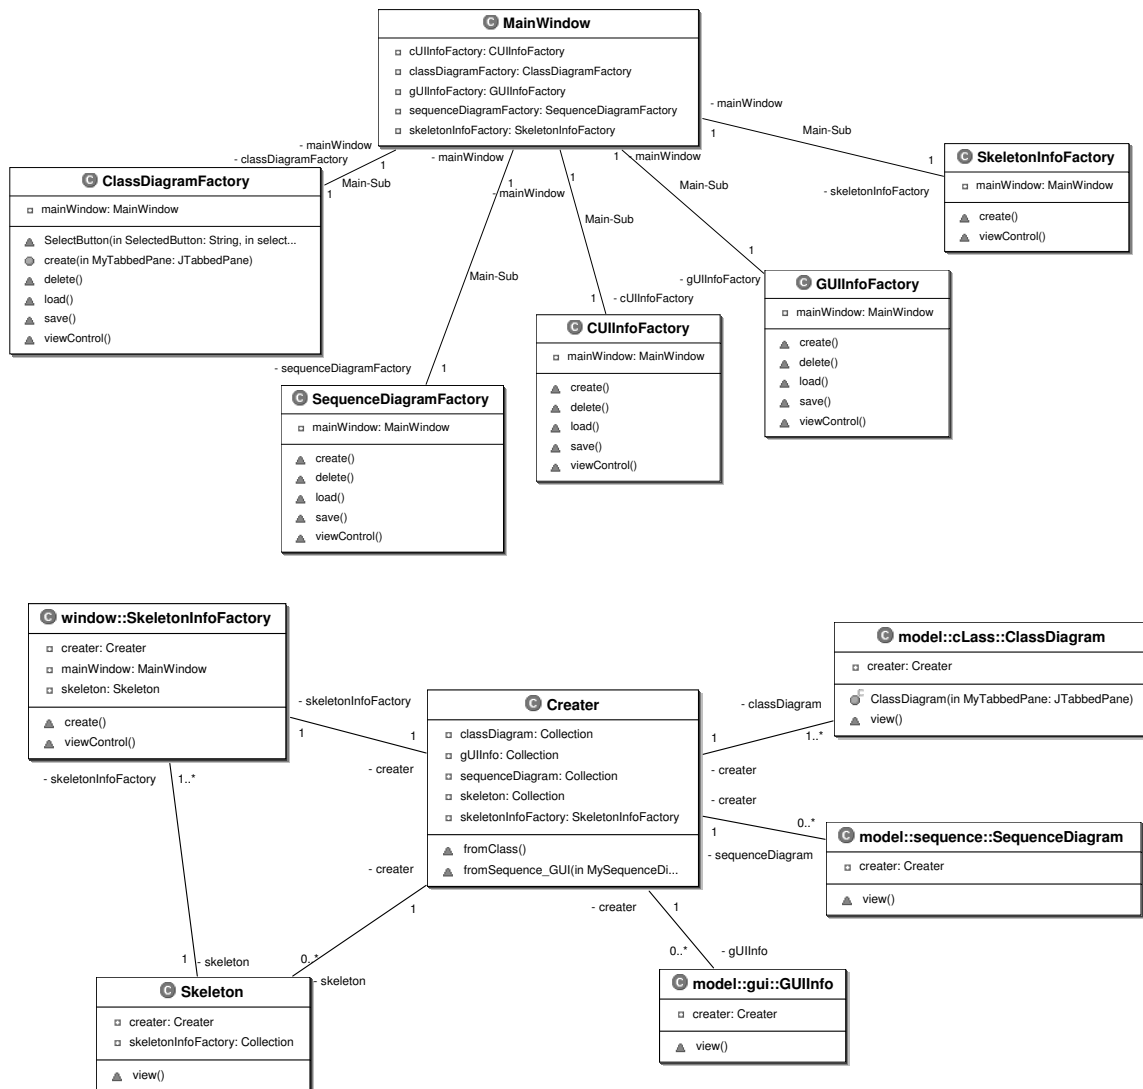 C MainWindow
cUIInfoFactory: CUIInfoFactory
classDiagramFactory: ClassDiagramFactory
gUIInfoFactory: GUIInfoFactory
sequenceDiagramFactory: SequenceDiagramFactory
skeletonInfoFactory: SkeletonInfoFactory
- mainWindow
1
Main-Sub
1
- skeletonInfoFactory
- mainWindow
- classDiagramFactory
1
Main-Sub
1
- mainWindow
1
Main-Sub
- sequenceDiagramFactory
1
- mainWindow
1
Main-Sub
1
- cUIInfoFactory
1
- mainWindow
Main-Sub
1
- gUIInfoFactory
C SkeletonInfoFactory
mainWindow: MainWindow
create()
viewControl()
C ClassDiagramFactory
mainWindow: MainWindow
SelectButton(in SelectedButton: String, in select...
create(in MyTabbedPane: JTabbedPane)
delete()
load()
save()
viewControl()
C GUIInfoFactory
mainWindow: MainWindow
create()
delete()
load()
save()
viewControl()
C CUIInfoFactory
mainWindow: MainWindow
create()
delete()
load()
save()
viewControl()
C SequenceDiagramFactory
mainWindow: MainWindow
create()
delete()
load()
save()
viewControl()
C window::SkeletonInfoFactory
creater: Creater
mainWindow: MainWindow
skeleton: Skeleton
create()
viewControl()
- skeletonInfoFactory
1
1
- creater
- skeletonInfoFactory
1..*
1
- skeleton
C Creater
classDiagram: Collection
gUIInfo: Collection
sequenceDiagram: Collection
skeleton: Collection
skeletonInfoFactory: SkeletonInfoFactory
fromClass()
fromSequence_GUI(in MySequenceDi...
C model::cLass::ClassDiagram
creater: Creater
C ClassDiagram(in MyTabbedPane: JTabbedPane)
view()
- classDiagram
1
1..*
- creater
- creater
0..*
1
- sequenceDiagram
C model::sequence::SequenceDiagram
creater: Creater
view()
- creater
1
0..*
- skeleton
- creater
1
0..*
- gUIInfo
C model::gui::GUIInfo
creater: Creater
view()
C Skeleton
creater: Creater
skeletonInfoFactory: Collection
view()